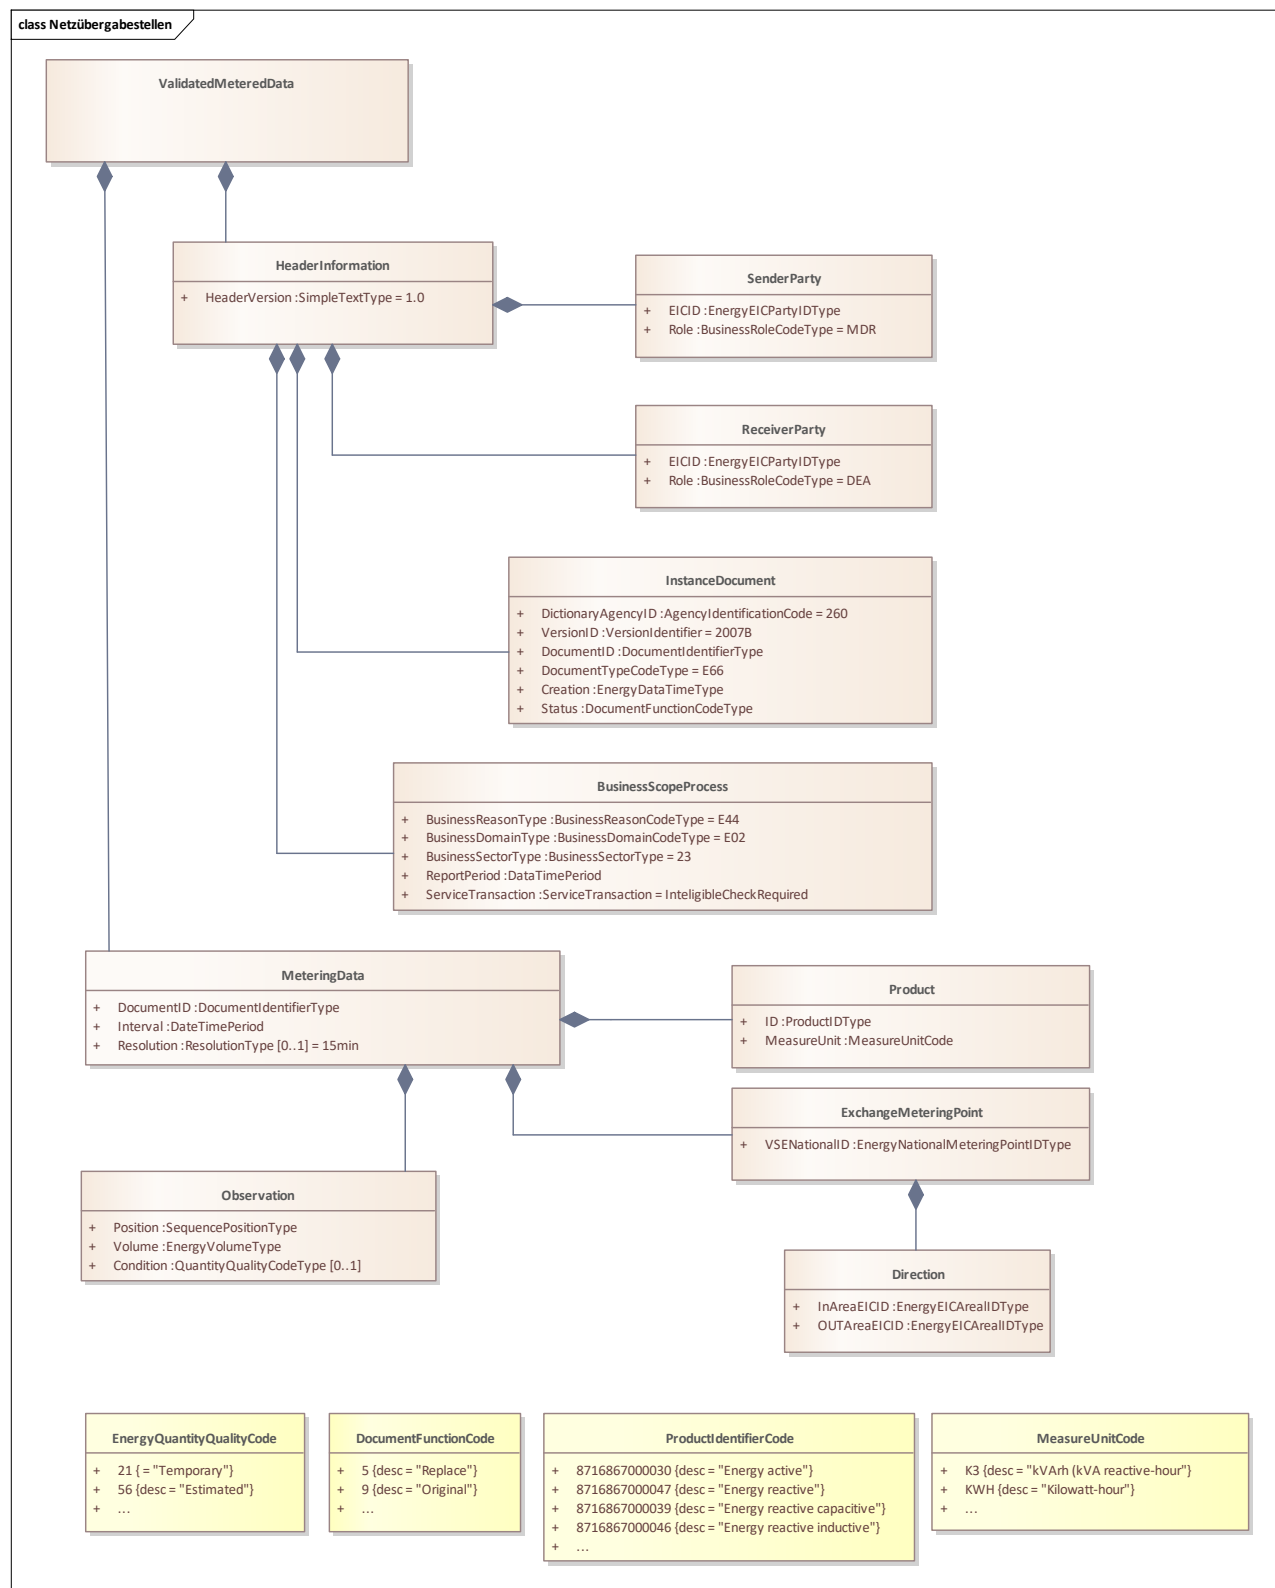 class Netzübergabestellen
ValidatedMeteredData
HeaderInformation
+ HeaderVersion :SimpleTextType = 1.0
SenderParty
+ EICID :EnergyEICPartyIDType
+ Role :BusinessRoleCodeType = MDR
ReceiverParty
+ EICID :EnergyEICPartyIDType
+ Role :BusinessRoleCodeType = DEA
InstanceDocument
+ DictionaryAgencyID :AgencyIdentificationCode = 260
+ VersionID :VersionIdentifier = 2007B
+ DocumentID :DocumentIdentifierType
+ DocumentTypeCodeType = E66
+ Creation :EnergyDataTimeType
+ Status :DocumentFunctionCodeType
BusinessScopeProcess
+ BusinessReasonType :BusinessReasonCodeType = E44
+ BusinessDomainType :BusinessDomainCodeType = E02
+ BusinessSectorType :BusinessSectorType = 23
+ ReportPeriod :DataTimePeriod
+ ServiceTransaction :ServiceTransaction = InteligibleCheckRequired
MeteringData
+ DocumentID :DocumentIdentifierType
+ Interval :DateTimePeriod
+ Resolution :ResolutionType [0..1] = 15min
Product
+ ID :ProductIDType
+ MeasureUnit :MeasureUnitCode
ExchangeMeteringPoint
+ VSENationalID :EnergyNationalMeteringPointIDType
Observation
+ Position :SequencePositionType
+ Volume :EnergyVolumeType
+ Condition :QuantityQualityCodeType [0..1]
Direction
+ InAreaEICID :EnergyEICArealIDType
+ OUTAreaEICID :EnergyEICArealIDType
EnergyQuantityQualityCode
+ 21 { = "Temporary"}
+ 56 {desc = "Estimated"}
+ ...
DocumentFunctionCode
+ 5 {desc = "Replace"}
+ 9 {desc = "Original"}
+ ...
ProductIdentifierCode
+ 8716867000030 {desc = "Energy active"}
+ 8716867000047 {desc = "Energy reactive"}
+ 8716867000039 {desc = "Energy reactive capacitive"}
+ 8716867000046 {desc = "Energy reactive inductive"}
+ ...
MeasureUnitCode
+ K3 {desc = "kVArh (kVA reactive-hour"}
+ KWH {desc = "Kilowatt-hour"}
+ ...